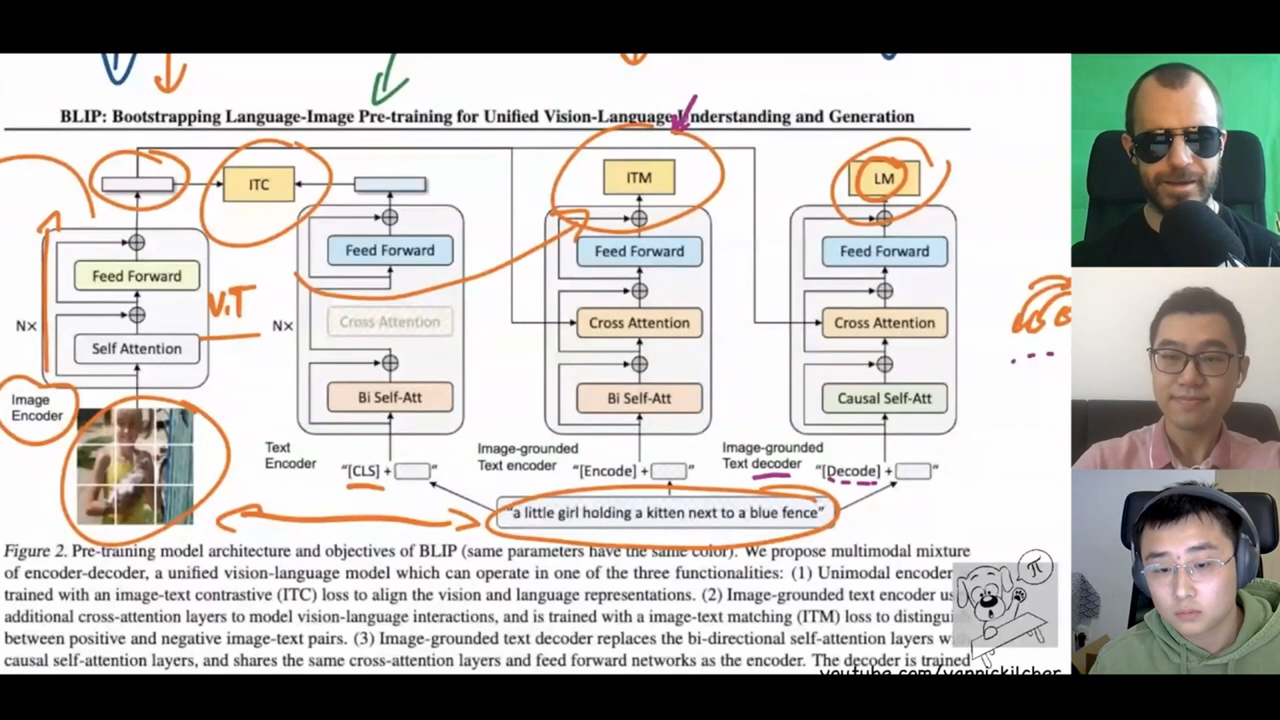 BLIP: Bootstrapping Language-Image Pre-training for Unified Vision-Language Understanding and Generation
ITC
ITM
LM
Feed Forward
Feed Forward
Feed Forward
Feed Forward
ViT
N×
N×
Cross Attention
Cross Attention
Cross Attention
Self Attention
Bi Self-Att
Bi Self-Att
Causal Self-Att
Image
Encoder
Text
Encoder
"[CLS] + "
Image-grounded
Text encoder
"[Encode] + "
Image-grounded
Text decoder
"[Decode] + "
"a little girl holding a kitten next to a blue fence"
Figure 2. Pre-training model architecture and objectives of BLIP (same parameters have the same color). We propose multimodal mixture
of encoder-decoder, a unified vision-language model which can operate in one of the three functionalities: (1) Unimodal encoder
trained with an image-text contrastive (ITC) loss to align the vision and language representations. (2) Image-grounded text encoder
additional cross-attention layers to model vision-language interactions, and is trained with a image-text matching (ITM) loss to
between positive and negative image-text pairs. (3) Image-grounded text decoder replaces the bi-directional self-attention layers
causal self-attention layers, and shares the same cross-attention layers and feed forward networks as the encoder. The decoder is trained
π
youtube.com/yannickilcher